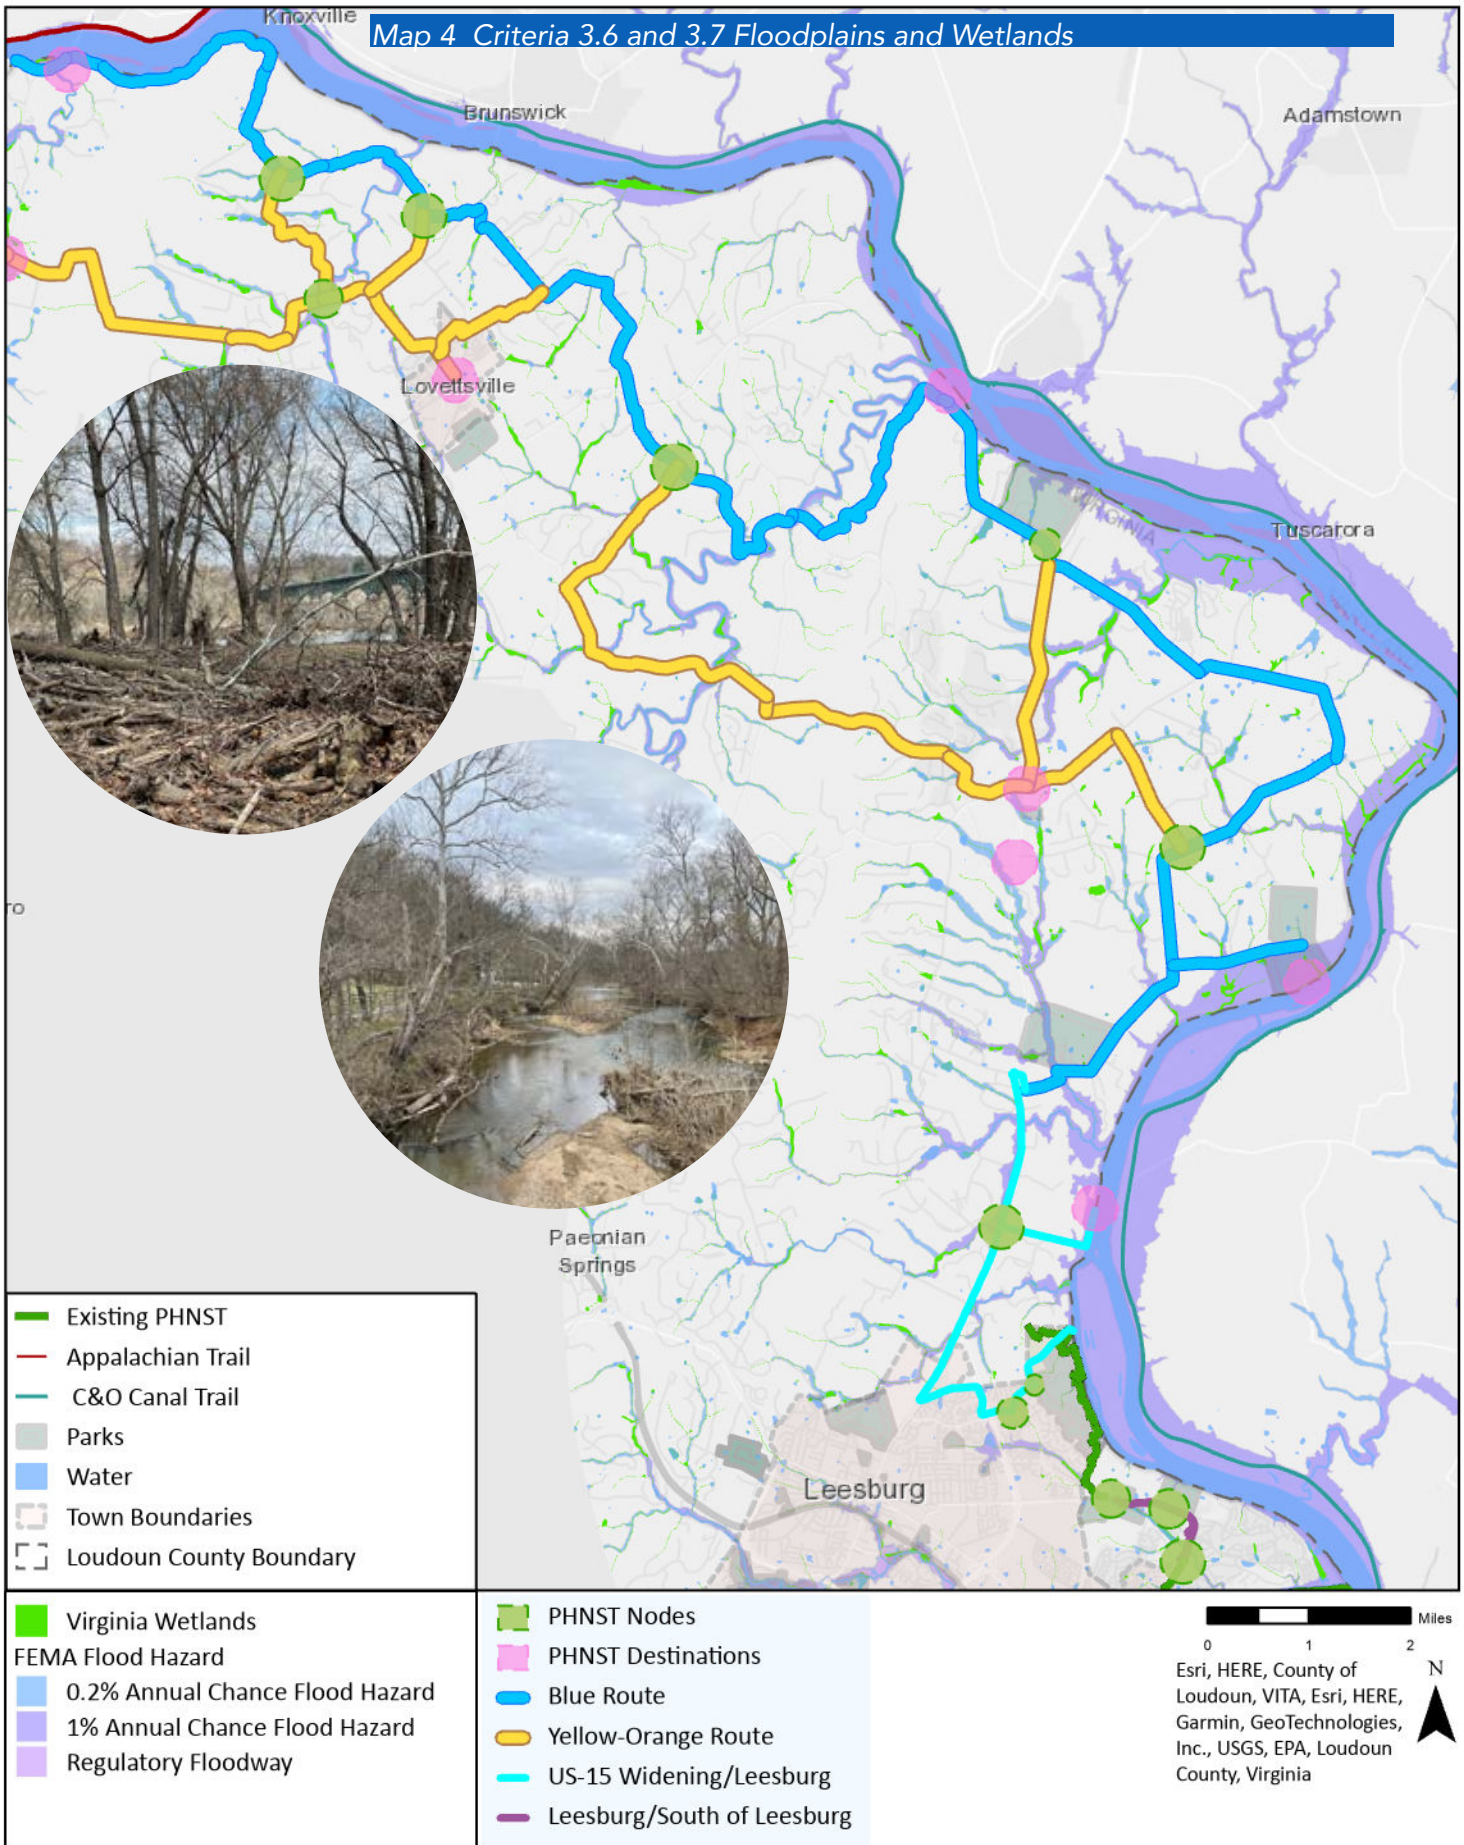 Knoxville
Map 4 Criteria 3.6 and 3.7 Floodplains and Wetlands
Brunswick
Adamstown
Lovettsville
VIRGINIA
Tuscarora
ro
Paeonian
Springs
Leesburg
Existing PHNST
Appalachian Trail
C&O Canal Trail
Parks
Water
Town Boundaries
Loudoun County Boundary
Virginia Wetlands
FEMA Flood Hazard
0.2% Annual Chance Flood Hazard
1% Annual Chance Flood Hazard
Regulatory Floodway
PHNST Nodes
PHNST Destinations
Blue Route
Yellow-Orange Route
US-15 Widening/Leesburg
Leesburg/South of Leesburg
Miles
0 1 2
Esri, HERE, County of
Loudoun, VITA, Esri, HERE,
Garmin, GeoTechnologies,
Inc., USGS, EPA, Loudoun
County, Virginia
N